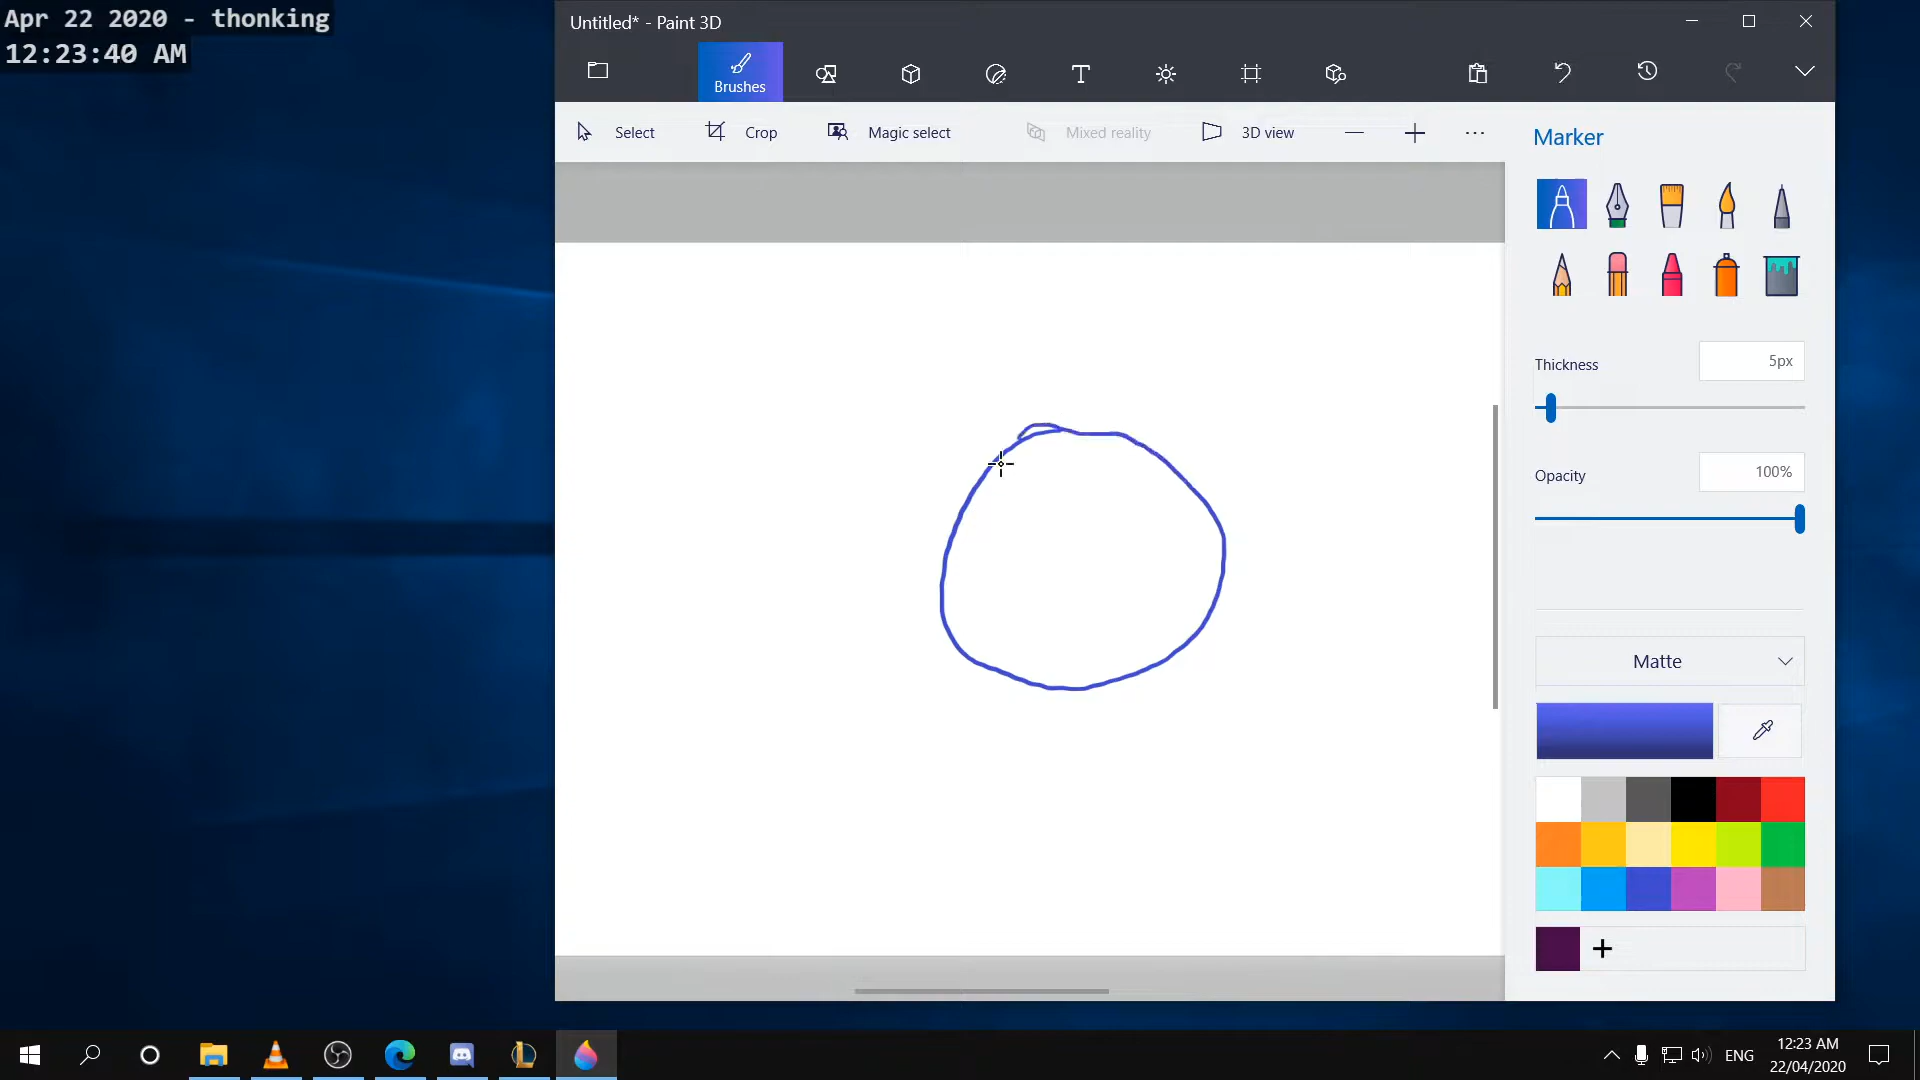 Apr 22 2020 - thonking
12:23:40 AM
Untitled* - Paint 3D
Brushes
Select Crop Magic select Mixed reality 3D view
Marker
Thickness 5px
Opacity 100%
Matte
ENG
12:23 AM
22/04/2020